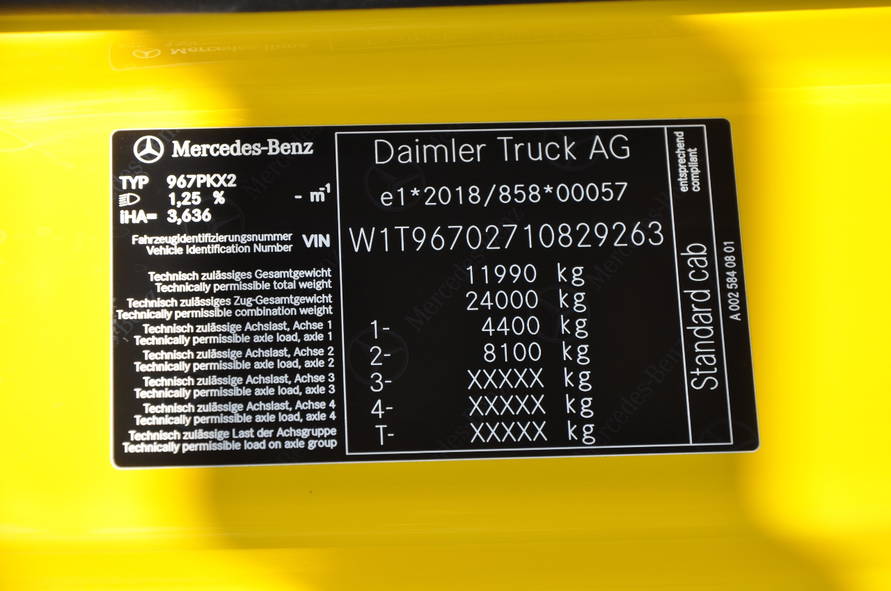 Mercedes-Benz
TYP 967PKX2
1,25 % - m-1
iHA= 3,636
Fahrzeugidentifizierungsnummer
Vehicle Identification Number
VIN
Daimler Truck AG
e1*2018/858*00057
W1T96702710829263
Technisch zulässiges Gesamtgewicht
Technically permissible total weight
11990 kg
Technisch zulässiges Zug-Gesamtgewicht
Technically permissible combination weight
24000 kg
Technisch zulässige Achslast, Achse 1
Technically permissible axle load, axle 1
1- 4400 kg
Technisch zulässige Achslast, Achse 2
Technically permissible axle load, axle 2
2- 8100 kg
Technisch zulässige Achslast, Achse 3
Technically permissible axle load, axle 3
3- XXXXX kg
Technisch zulässige Achslast, Achse 4
Technically permissible axle load, axle 4
4- XXXXX kg
Technisch zulässige Last der Achsgruppe
Technically permissible load on axle group
T- XXXXX kg
entsprechend
compliant
Standard cab
A 002 584 08 01